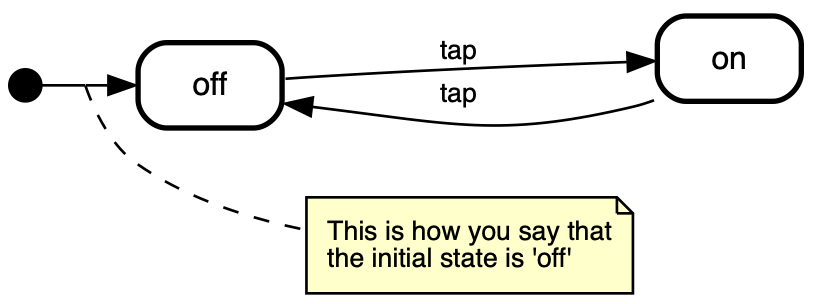 off
tap
on
tap
This is how you say that
the initial state is 'off'